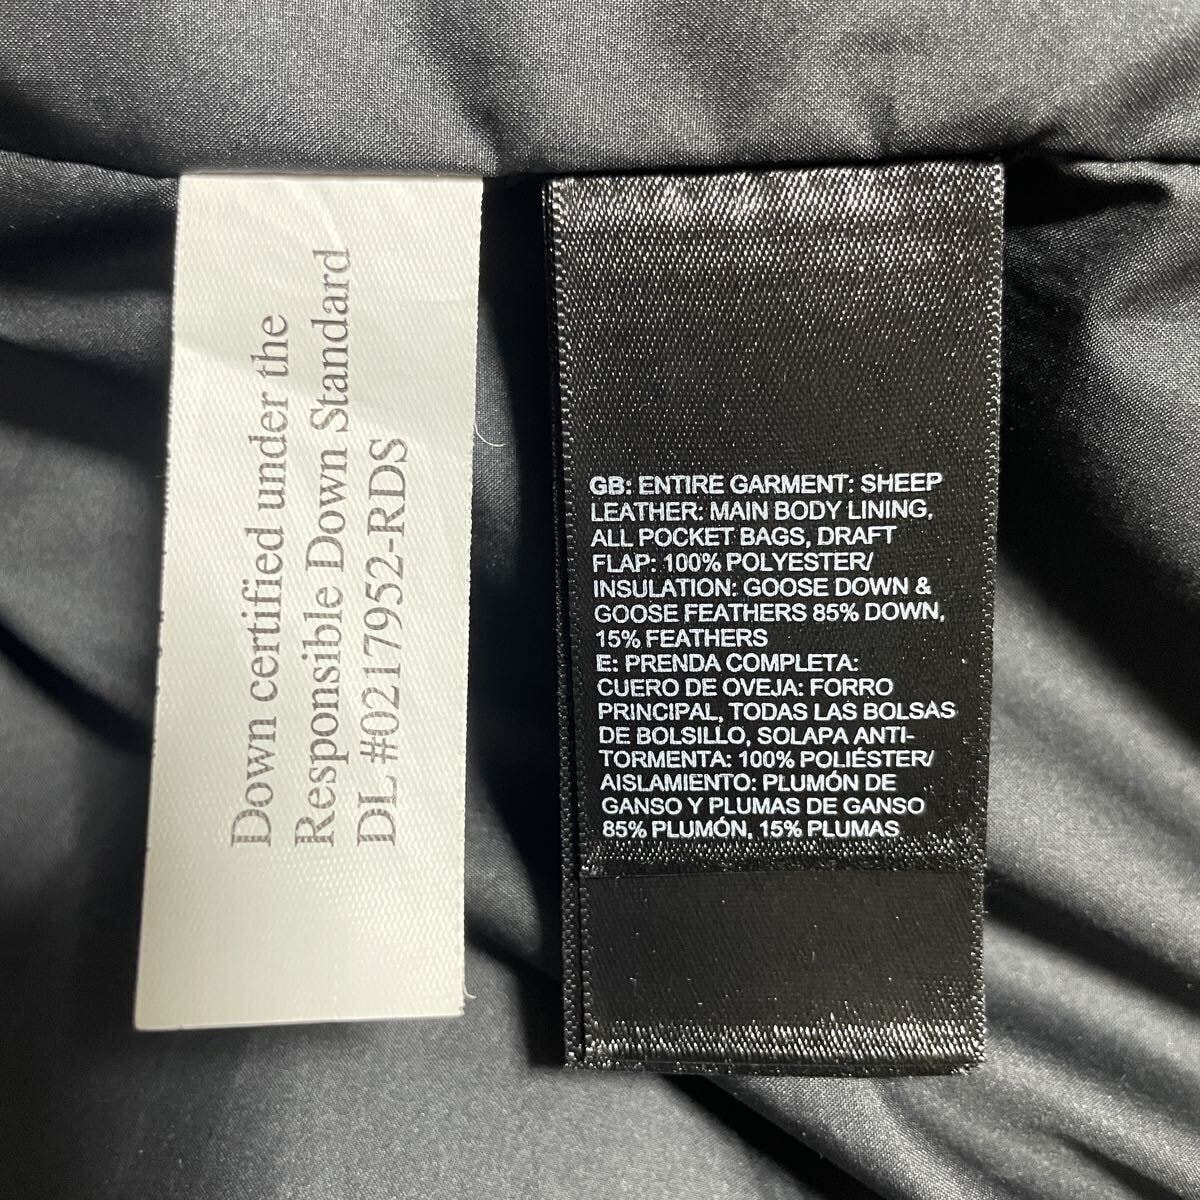 Down certified under the
Responsible Down Standard
DL #0217952-RDS
GB: ENTIRE GARMENT: SHEEP
LEATHER: MAIN BODY LINING,
ALL POCKET BAGS, DRAFT
FLAP: 100% POLYESTER/
INSULATION: GOOSE DOWN &
GOOSE FEATHERS 85% DOWN,
15% FEATHERS
E: PRENDA COMPLETA:
CUERO DE OVEJA: FORRO
PRINCIPAL, TODAS LAS BOLSAS
DE BOLSILLO, SOLAPA ANTI-
TORMENTA: 100% POLIÉSTER/
AISLAMIENTO: PLUMÓN DE
GANSO Y PLUMAS DE GANSO
85% PLUMÓN, 15% PLUMAS